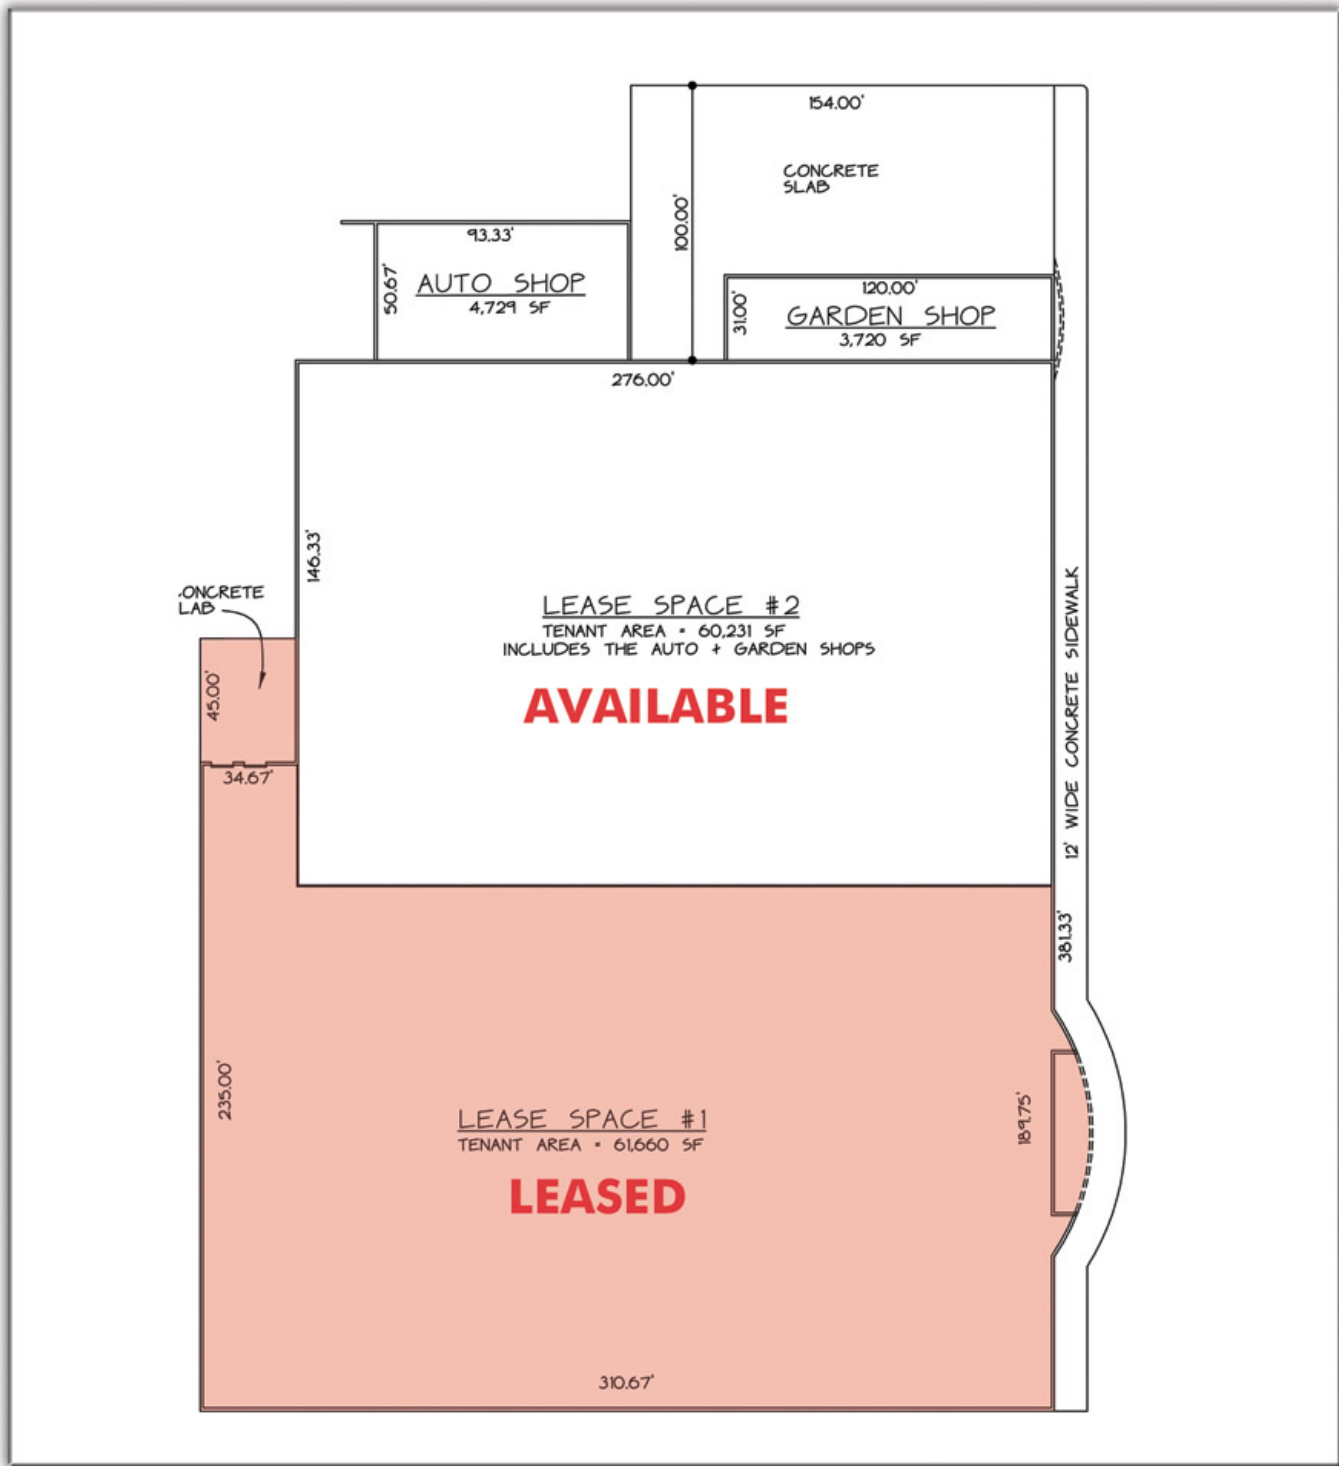 154.00'
CONCRETE
SLAB
100.00'
93.33'
50.67'
AUTO SHOP
4,729 SF
120.00'
31.00'
GARDEN SHOP
3,720 SF
276.00'
146.33'
ONCRETE
LAB
LEASE SPACE #2
TENANT AREA = 60,231 SF
INCLUDES THE AUTO + GARDEN SHOPS
AVAILABLE
12' WIDE CONCRETE SIDEWALK
45.00'
34.67'
381.33'
235.00'
189.75'
LEASE SPACE #1
TENANT AREA = 61,660 SF
LEASED
310.67'